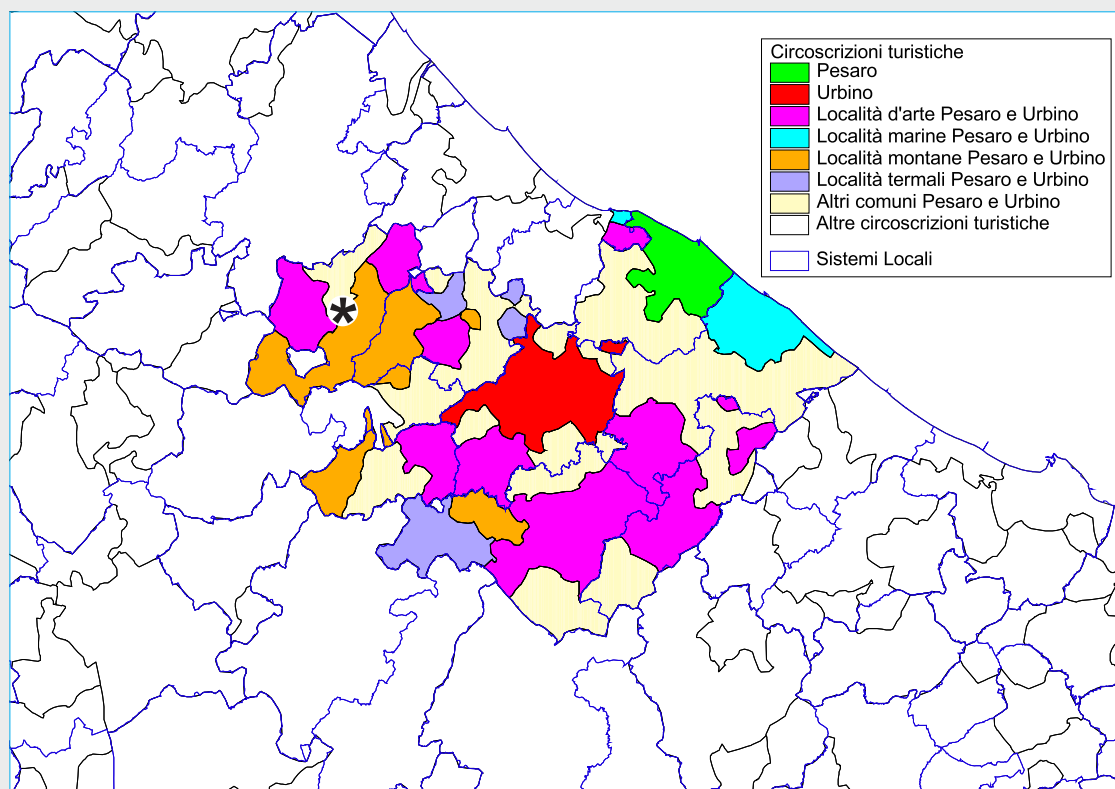 Circoscrizioni turistiche
Pesaro
Urbino
Località d'arte Pesaro e Urbino
Località marine Pesaro e Urbino
Località montane Pesaro e Urbino
Località termali Pesaro e Urbino
Altri comuni Pesaro e Urbino
Altre circoscrizioni turistiche
Sistemi Locali
*